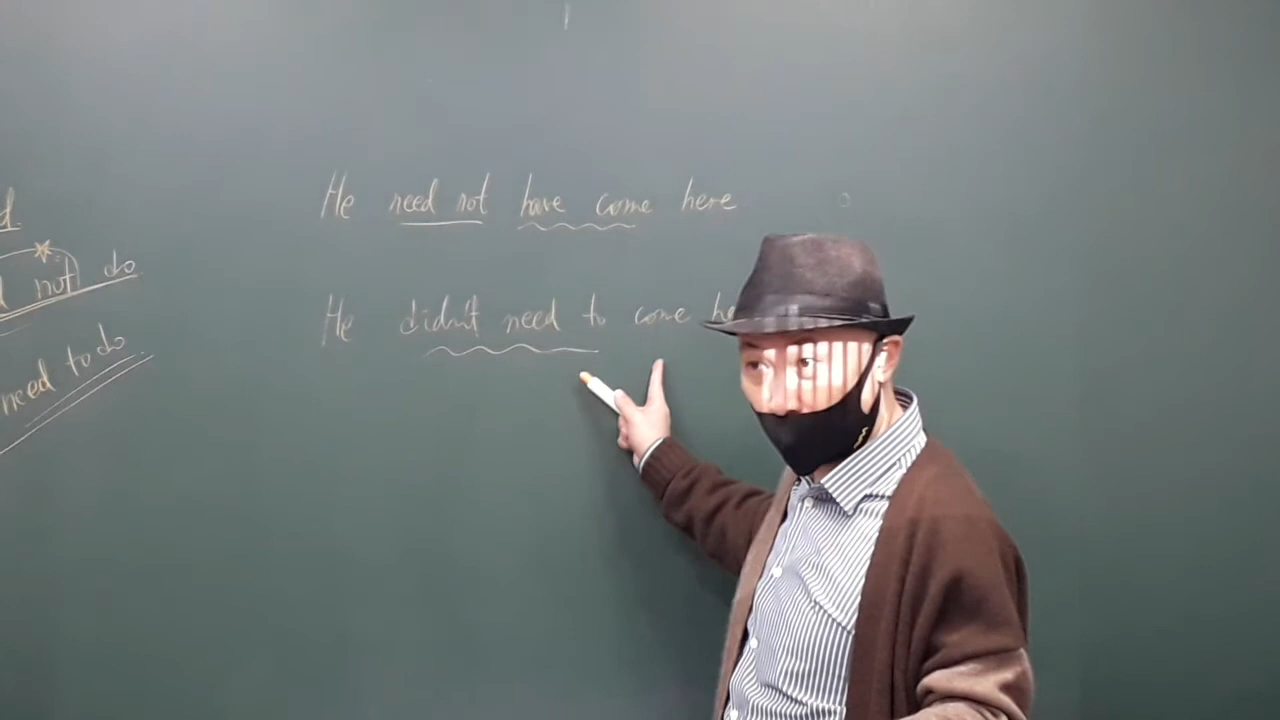 not do
need to do
He need not have come here
He didn't need to come he